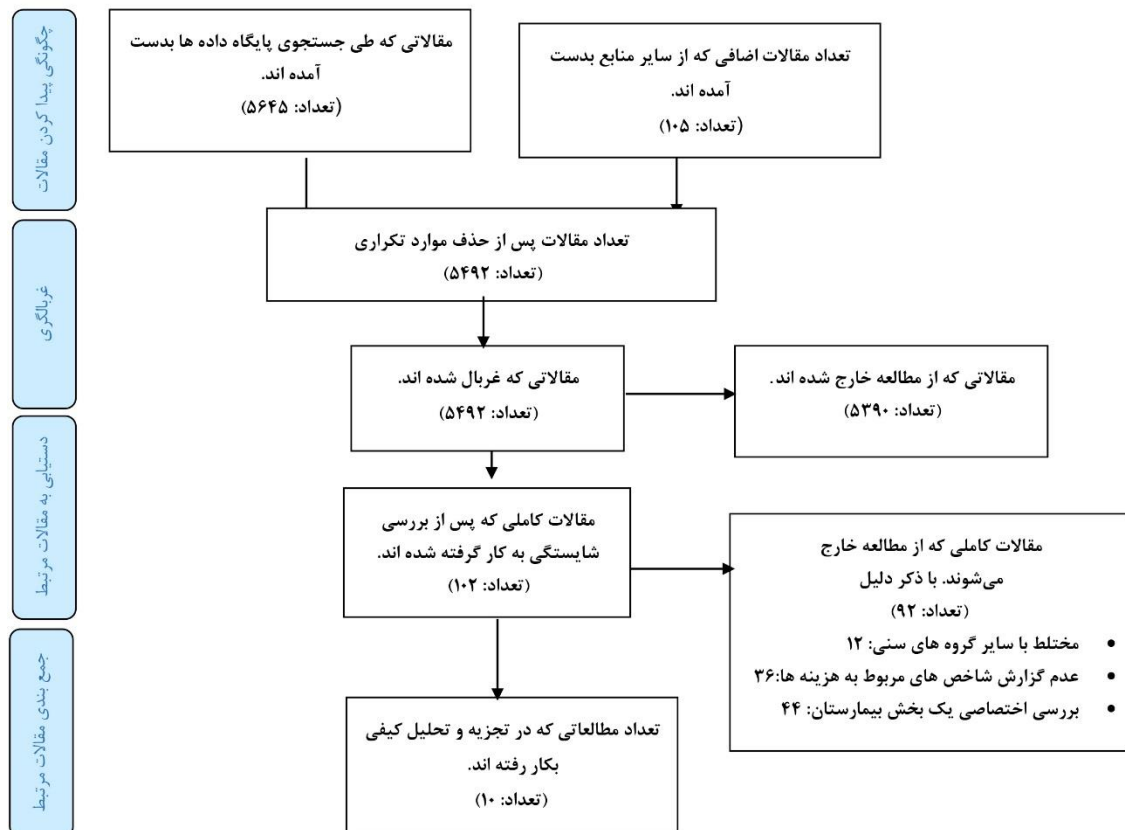 چگونگی پیدا کردن مقالات
مقالاتی که طی جستجوی پایگاه داده ها بدست
آمده اند.
(تعداد: ۵۶۴۵)
تعداد مقالات اضافی که از سایر منابع بدست
آمده اند.
(تعداد: ۱۰۵)
تعداد مقالات پس از حذف موارد تکراری
(تعداد: ۵۴۹۲)
غربالگری
مقالاتی که غربال شده اند.
(تعداد: ۵۴۹۲)
مقالاتی که از مطالعه خارج شده اند.
(تعداد: ۵۳۹۰)
دستیابی به مقالات مرتبط
مقالات کاملی که پس از بررسی
شایستگی به کار گرفته شده اند.
(تعداد: ۱۰۲)
مقالات کاملی که از مطالعه خارج
می‌شوند. با ذکر دلیل
(تعداد: ۹۲)
• مختلط با سایر گروه های سنی: ۱۲
• عدم گزارش شاخص های مربوط به هزینه ها:۳۶
• بررسی اختصاصی یک بخش بیمارستان: ۴۴
جمع بندی مقالات مرتبط
تعداد مطالعاتی که در تجزیه و تحلیل کیفی
بکار رفته اند.
(تعداد: ۱۰)